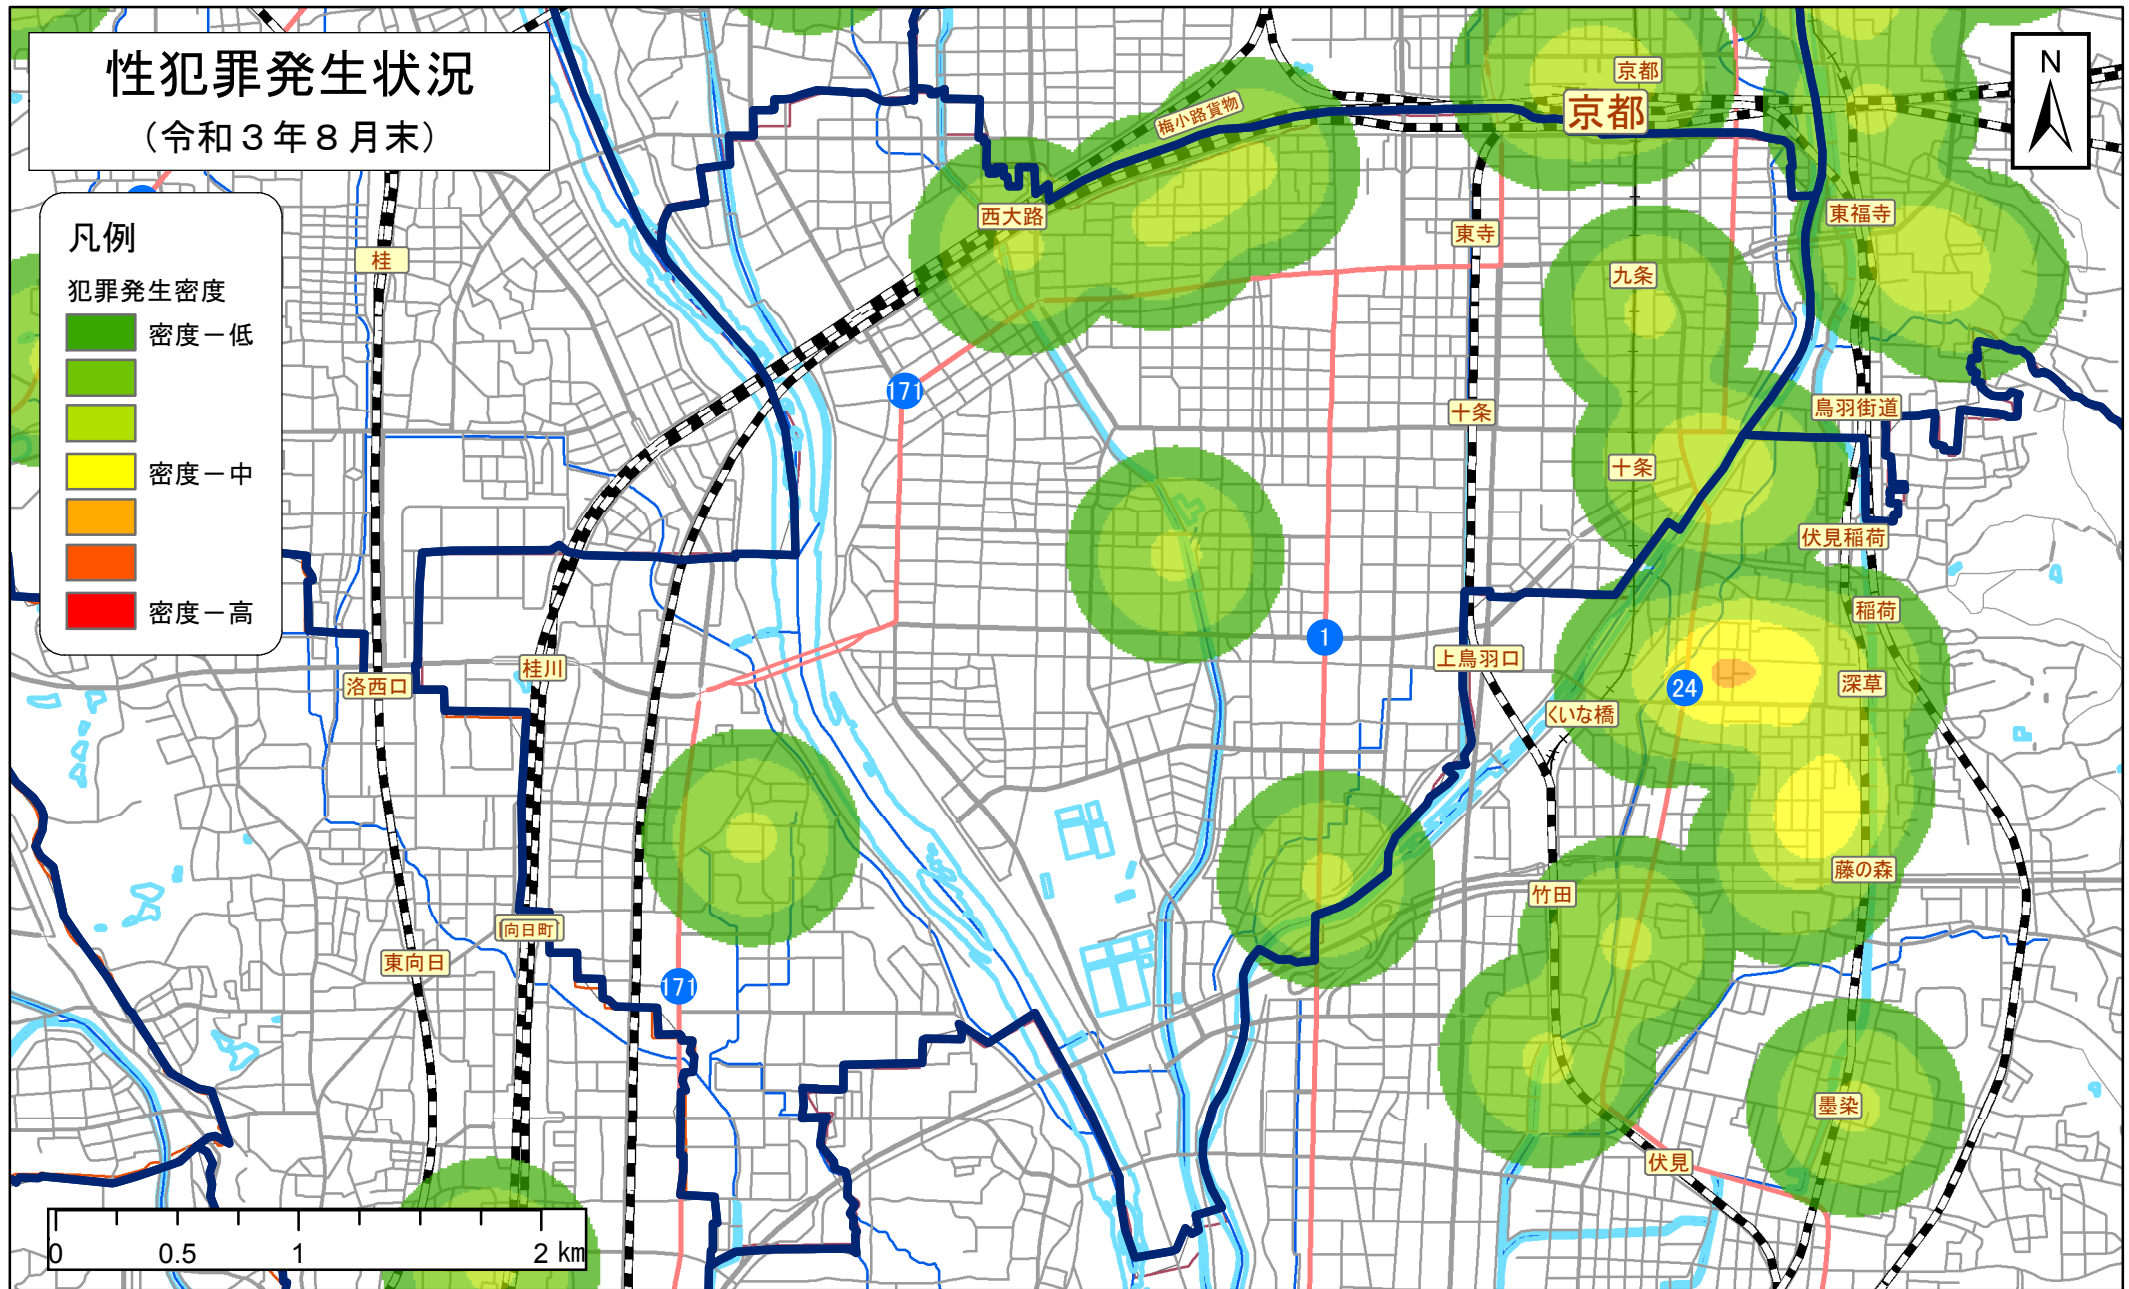 性犯罪発生状況
（令和３年８月末）
N
凡例
犯罪発生密度
密度－低
密度－中
密度－高
京都
京都
梅小路貨物
西大路
東寺
東福寺
桂
九条
171
十条
鳥羽街道
十条
伏見稲荷
稲荷
1
上鳥羽口
桂川
洛西口
深草
24
くいな橋
藤の森
竹田
向日町
東向日
171
墨染
伏見
0 0.5 1 2 km